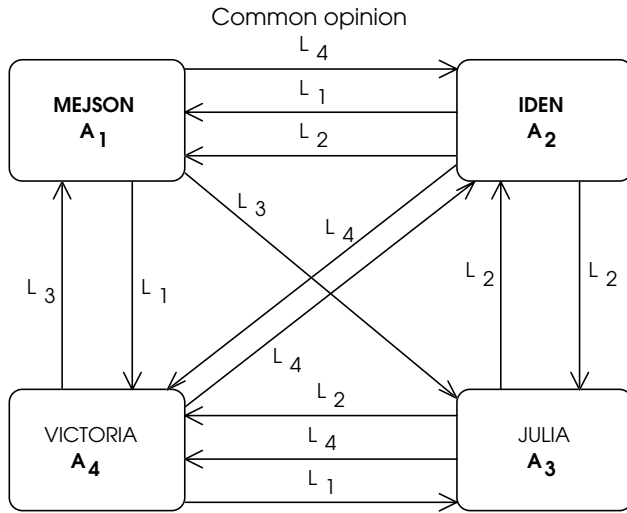 Common opinion
L 4
MEJSON
A 1
L 1
L 2
IDEN
A 2
L 3
L 4
L 3
L 1
L 2
L 2
L 4
VICTORIA
A 4
L 2
L 4
L 1
JULIA
A 3